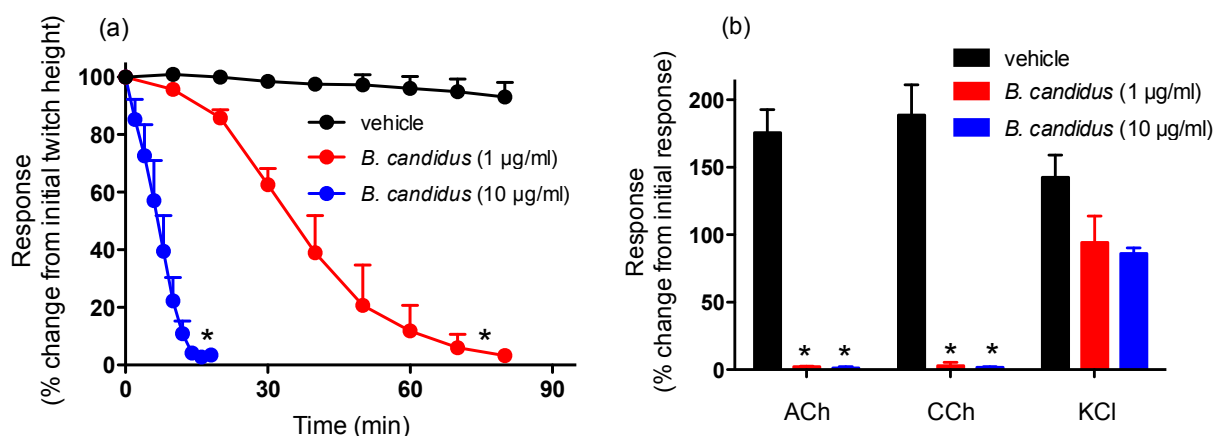 (a)
Response
(% change from initial twitch height)
100
80
60
40
20
0
vehicle
B. candidus (1 µg/ml)
B. candidus (10 µg/ml)
*
*
0
30
60
90
Time (min)
(b)
Response
(% change from initial response)
200
150
100
50
0
vehicle
B. candidus (1 µg/ml)
B. candidus (10 µg/ml)
* * * *
ACh CCh KCl